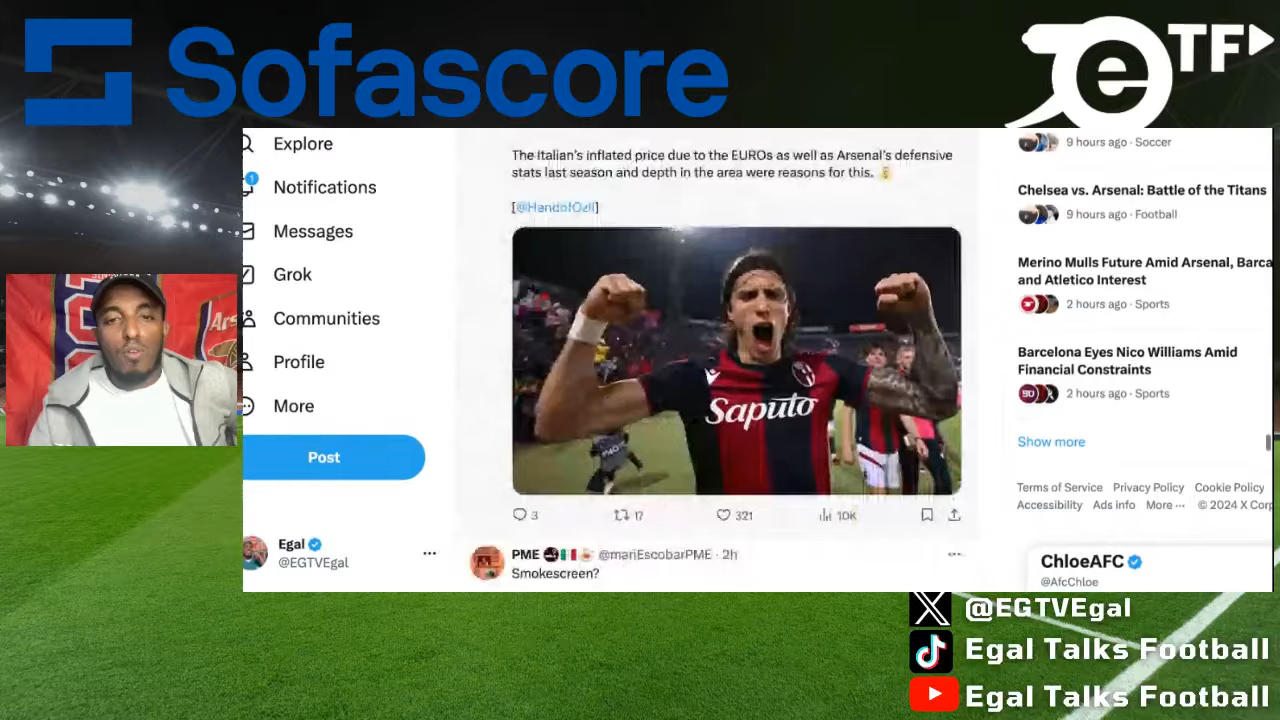 Sofascore
e TF
Explore
1
Notifications
Messages
Grok
Communities
Profile
More
Post
Egal
@EGTVEgal
The Italian's inflated price due to the EUROs as well as Arsenal's defensive
stats last season and depth in the area were reasons for this.
[@HandofOzil]
Saputo
3
17
321
10K
PME @mariEscobarPME · 2h
Smokescreen?
9 hours ago · Soccer
Chelsea vs. Arsenal: Battle of the Titans
9 hours ago · Football
Merino Mulls Future Amid Arsenal, Barca
and Atletico Interest
2 hours ago · Sports
Barcelona Eyes Nico Williams Amid
Financial Constraints
2 hours ago · Sports
Show more
Terms of Service Privacy Policy Cookie Policy
Accessibility Ads info More ··· © 2024 X Corp
ChloeAFC
@AfcChloe
@EGTVEgal
Egal Talks Football
Egal Talks Football